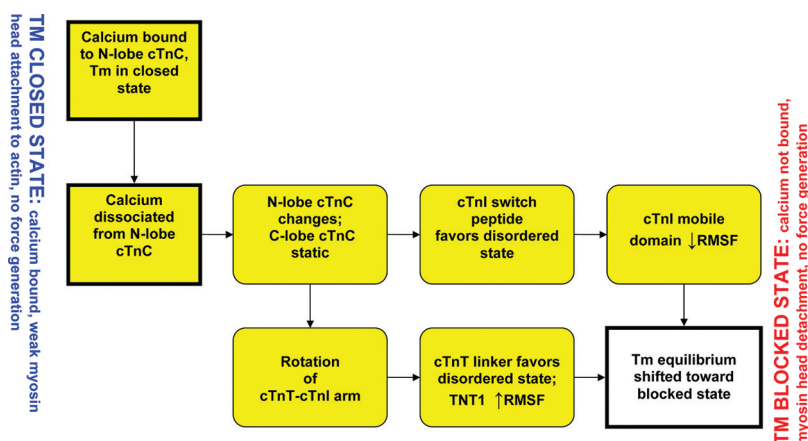 TM CLOSED STATE: calcium bound, weak myosin
head attachment to actin, no force generation
Calcium bound
to N-lobe cTnC,
Tm in closed
state
Calcium
dissociated
from N-lobe
cTnC
N-lobe cTnC
changes;
C-lobe cTnC
static
cTnI switch
peptide
favors disordered
state
cTnI mobile
domain ↓RMSF
Rotation
of
cTnT-cTnI arm
cTnT linker favors
disordered state;
TNT1 ↑RMSF
Tm equilibrium
shifted toward
blocked state
TM BLOCKED STATE: calcium not bound,
myosin head detachment, no force generation